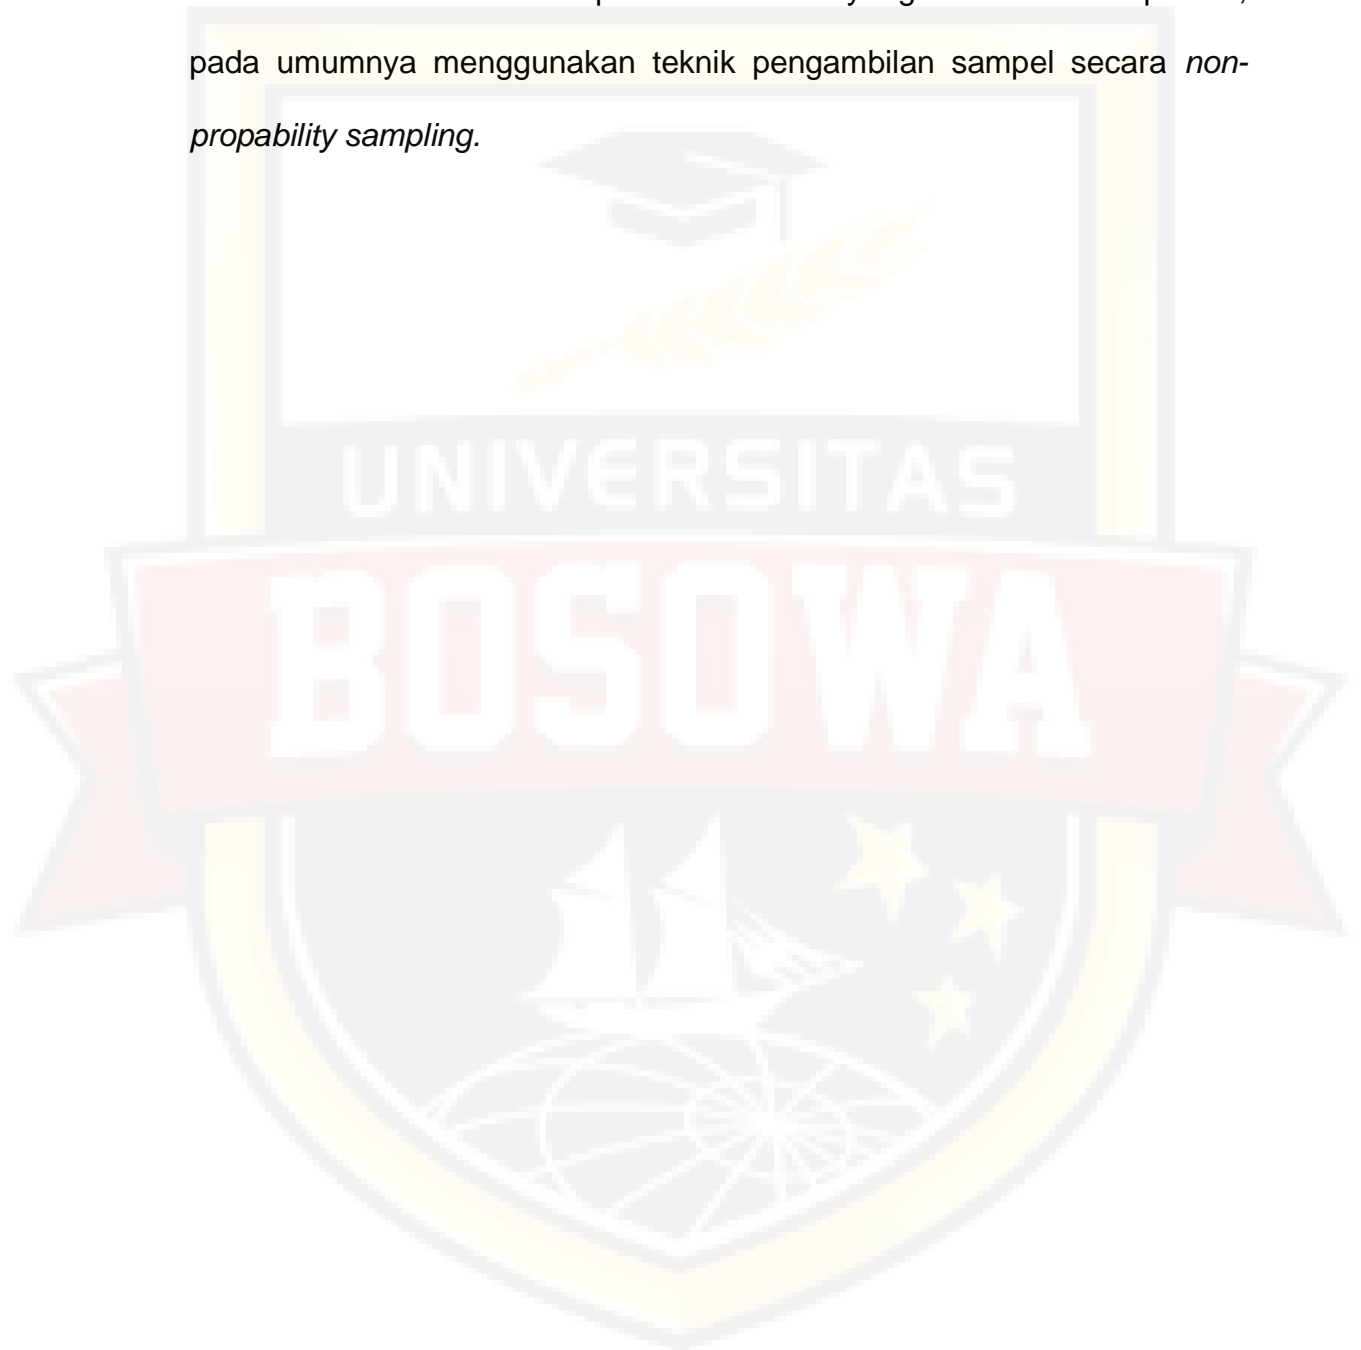 pada umumnya menggunakan teknik pengambilan sampel secara non-
propability sampling.
UNIVERSITAS
BOSOWA